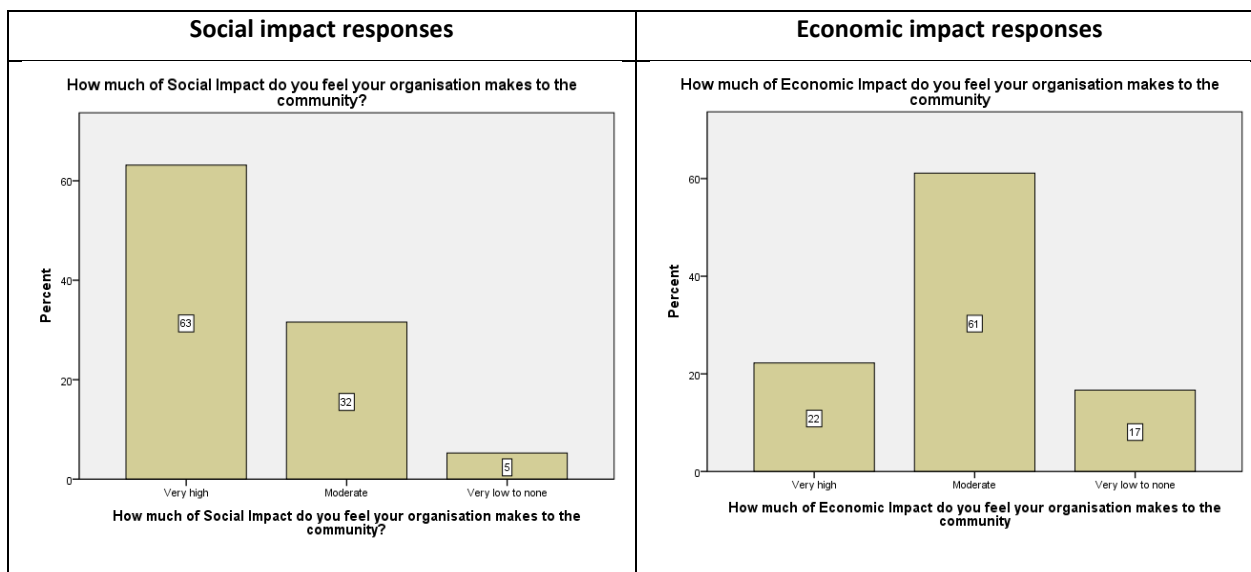 Social impact responses
Economic impact responses
How much of Social Impact do you feel your organisation makes to the
community?
Percent
60
40
20
0
63
32
5
Very high
Moderate
Very low to none
How much of Social Impact do you feel your organisation makes to the
community?
How much of Economic Impact do you feel your organisation makes to the
community
Percent
60
40
20
0
22
61
17
Very high
Moderate
Very low to none
How much of Economic Impact do you feel your organisation makes to the
community